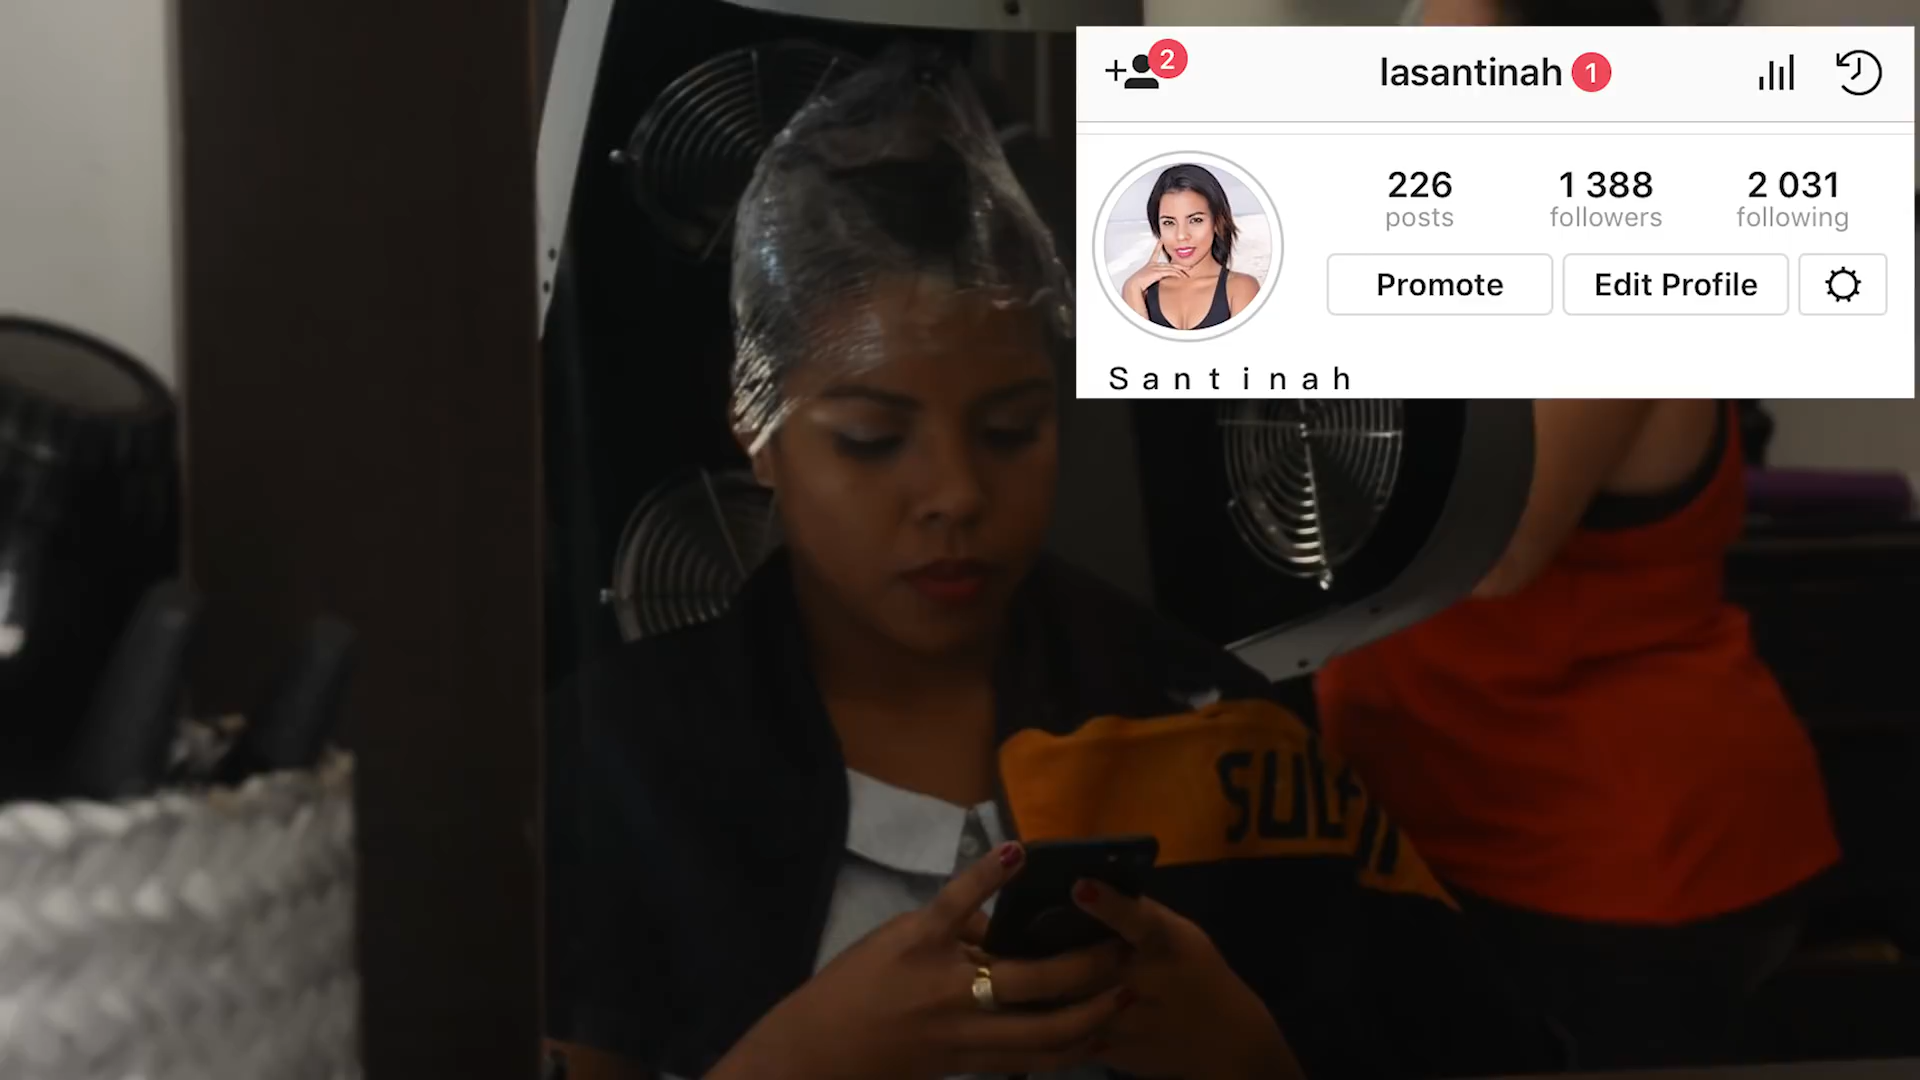 2
lasantinah 1
226 1 388 2 031
posts followers following
Promote Edit Profile
Santinah